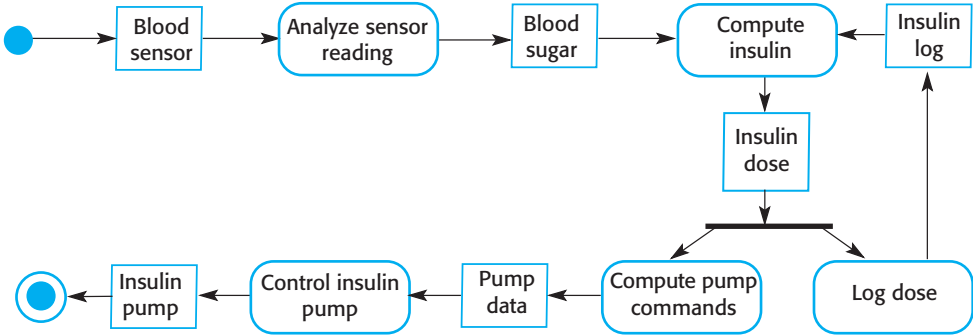 Blood
sensor
Analyze sensor
reading
Blood
sugar
Compute
insulin
Insulin
log
Insulin
dose
Insulin
pump
Control insulin
pump
Pump
data
Compute pump
commands
Log dose